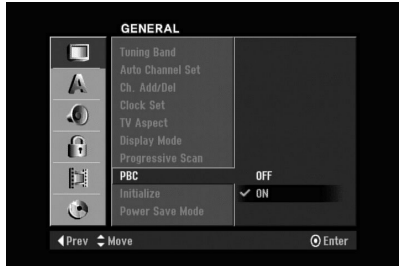 GENERAL
Tuning Band
Auto Channel Set
Ch. Add/Del
Clock Set
TV Aspect
Display Mode
Progressive Scan
PBC OFF
Initialize ON
Power Save Mode
Prev Move Enter